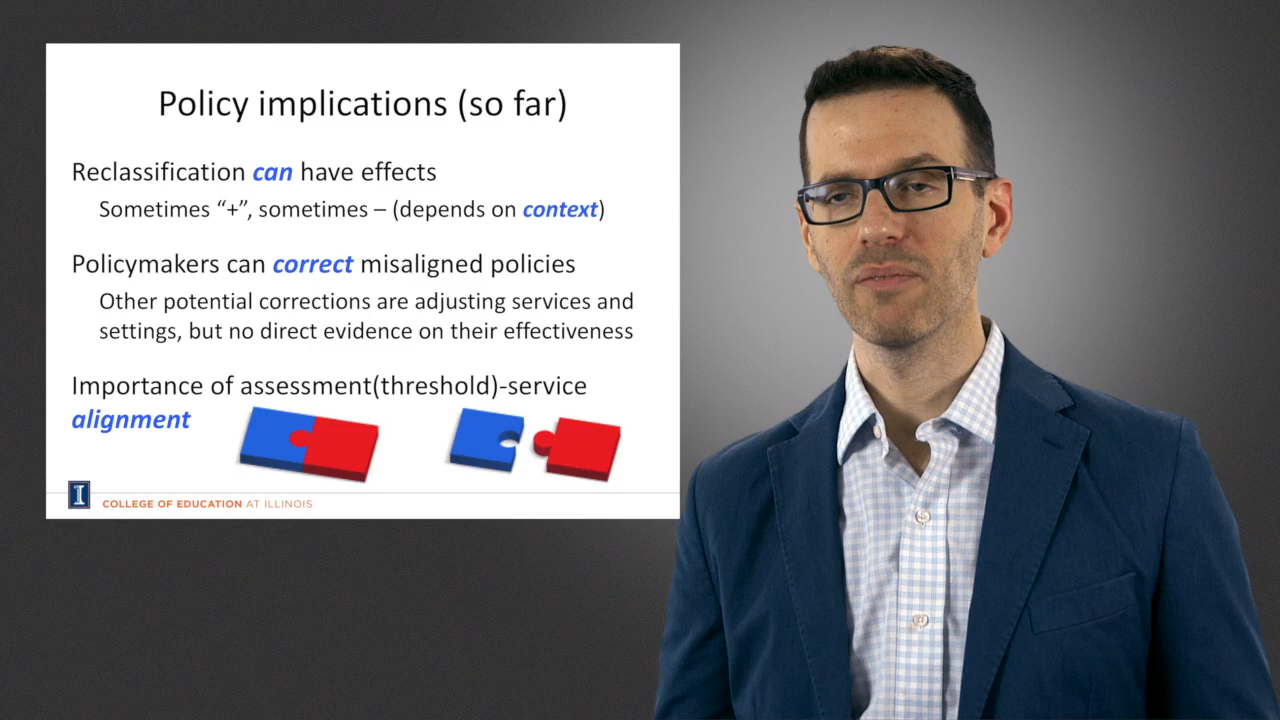 Policy implications (so far)
Reclassification can have effects
Sometimes “+”, sometimes – (depends on context)
Policymakers can correct misaligned policies
Other potential corrections are adjusting services and
settings, but no direct evidence on their effectiveness
Importance of assessment(threshold)-service
alignment
I
COLLEGE OF EDUCATION AT ILLINOIS